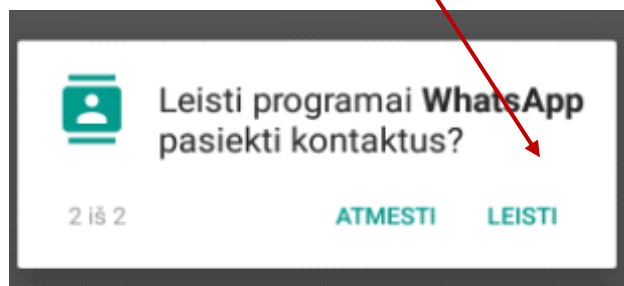 Leisti programai WhatsApp
pasiekti kontaktus?
2 iš 2 ATMESTI LEISTI